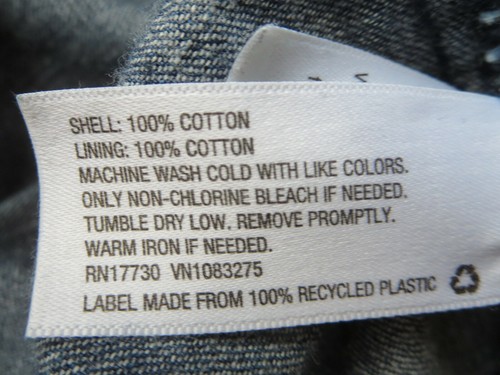 SHELL: 100% COTTON
LINING: 100% COTTON
MACHINE WASH COLD WITH LIKE COLORS.
ONLY NON-CHLORINE BLEACH IF NEEDED.
TUMBLE DRY LOW. REMOVE PROMPTLY.
WARM IRON IF NEEDED.
RN17730 VN1083275
LABEL MADE FROM 100% RECYCLED PLASTIC